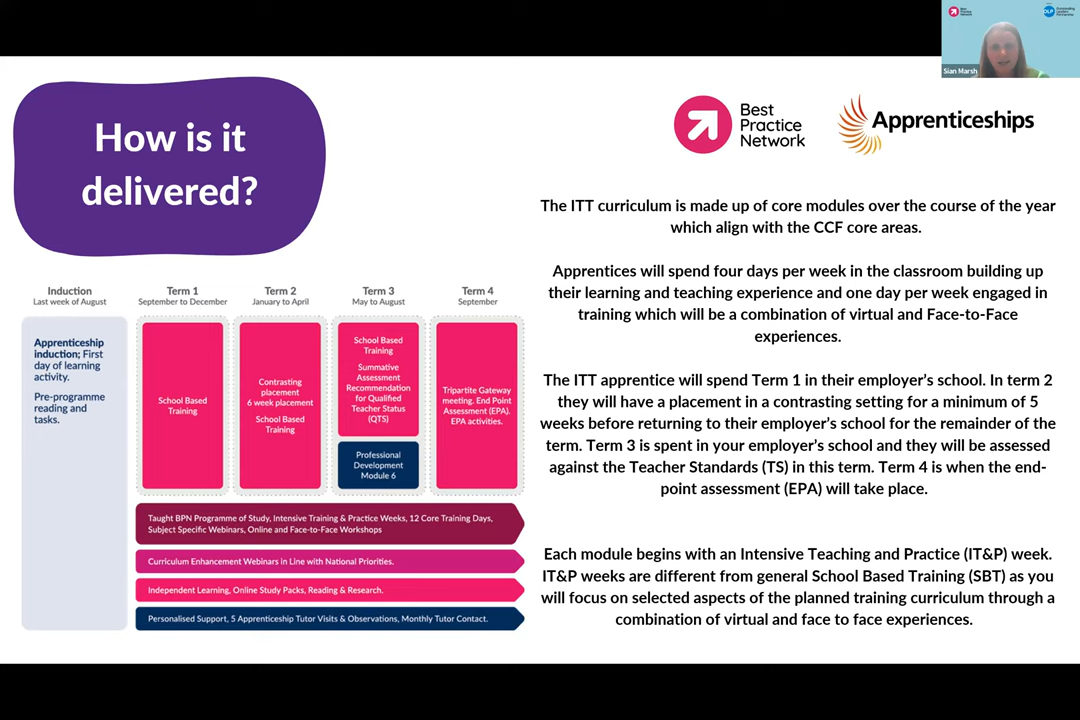 Best
Practice
Network
OLP
Outstanding
Leaders
Partnership
Sian Marsh
How is it
delivered?
Best
Practice
Network
Apprenticeships
The ITT curriculum is made up of core modules over the course of the year
which align with the CCF core areas.
Apprentices will spend four days per week in the classroom building up
their learning and teaching experience and one day per week engaged in
training which will be a combination of virtual and Face-to-Face
experiences.
The ITT apprentice will spend Term 1 in their employer's school. In term 2
they will have a placement in a contrasting setting for a minimum of 5
weeks before returning to their employer's school for the remainder of the
term. Term 3 is spent in your employer's school and they will be assessed
against the Teacher Standards (TS) in this term. Term 4 is when the end-
point assessment (EPA) will take place.
Each module begins with an Intensive Teaching and Practice (IT&P) week.
IT&P weeks are different from general School Based Training (SBT) as you
will focus on selected aspects of the planned training curriculum through a
combination of virtual and face to face experiences.
Induction
Last week of August
Term 1
September to December
Term 2
January to April
Term 3
May to August
Term 4
September
Apprenticeship
induction; First
day of learning
activity.
Pre-programme
reading and
tasks.
School Based
Training
Contrasting
placement
6 week placement
School Based
Training
School Based
Training
Summative
Assessment
Recommendation
for Qualified
Teacher Status
(QTS)
Professional
Development
Module 6
Tripartite Gateway
meeting. End Point
Assessment (EPA).
EPA activities.
Taught BPN Programme of Study, Intensive Training & Practice Weeks, 12 Core Training Days,
Subject Specific Webinars, Online and Face-to-Face Workshops
Curriculum Enhancement Webinars in Line with National Priorities.
Independent Learning, Online Study Packs, Reading & Research.
Personalised Support, 5 Apprenticeship Tutor Visits & Observations, Monthly Tutor Contact.